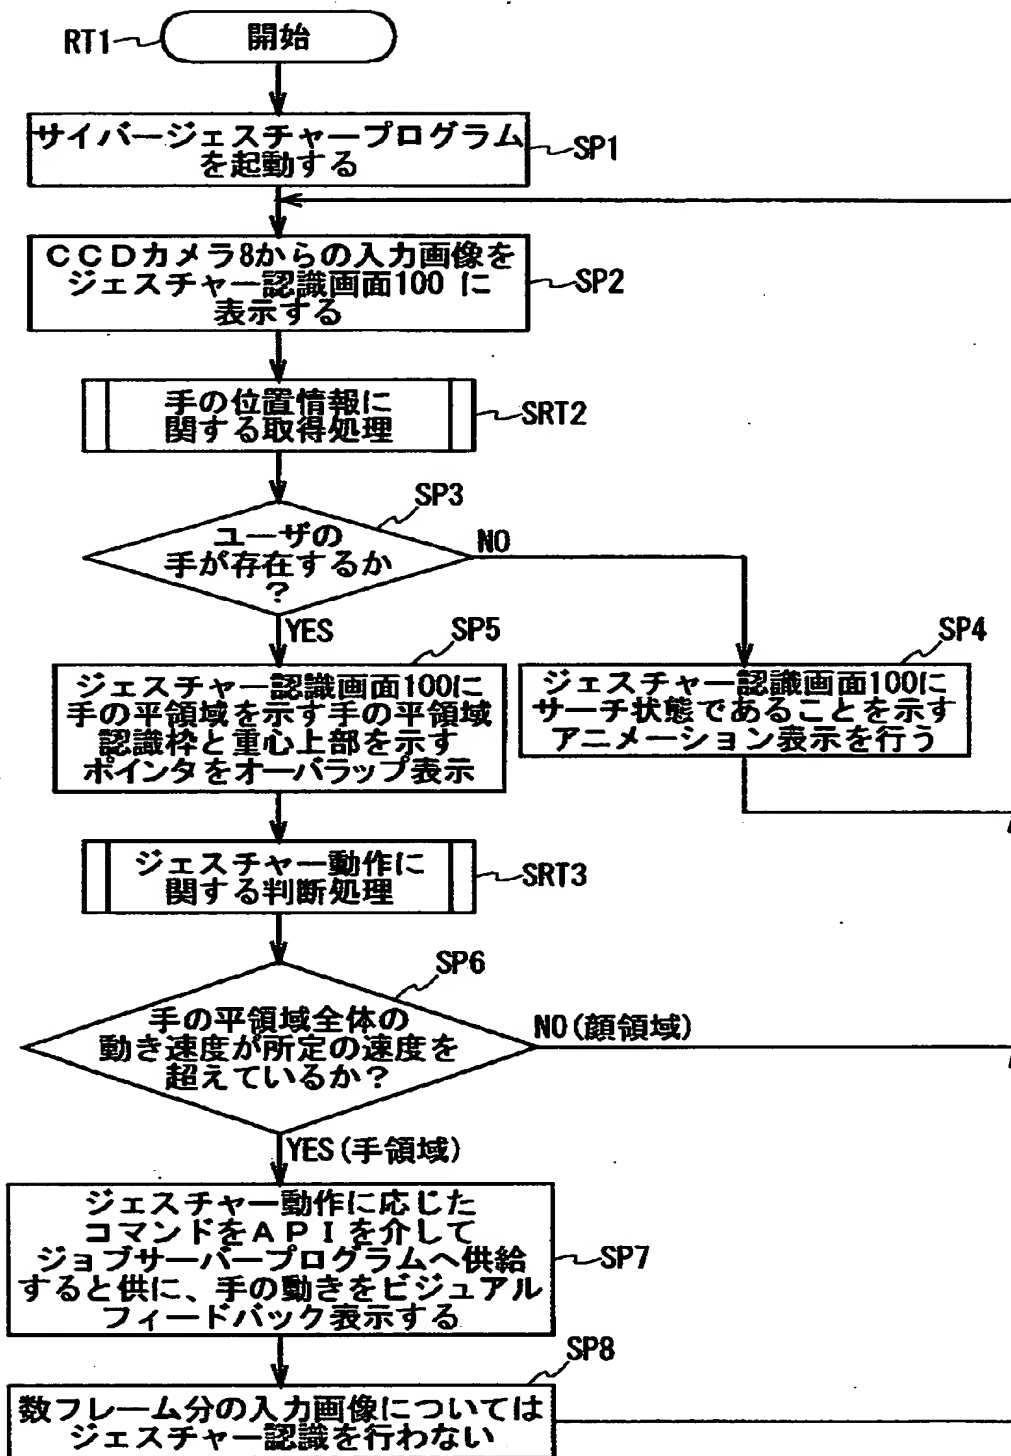 RT1
開始
サイバージェスチャープログラム
を起動する
SP1
CCDカメラ8からの入力画像を
ジェスチャー認識画面100 に
表示する
SP2
手の位置情報に
関する取得処理
SRT2
SP3
ユーザの
手が存在するか
?
NO
YES
SP5
ジェスチャー認識画面100に
手の平領域を示す手の平領域
認識枠と重心上部を示す
ポインタをオーバラップ表示
SP4
ジェスチャー認識画面100に
サーチ状態であることを示す
アニメーション表示を行う
ジェスチャー動作に
関する判断処理
SRT3
SP6
手の平領域全体の
動き速度が所定の速度を
超えているか?
NO(顔領域)
YES(手領域)
ジェスチャー動作に応じた
コマンドをAPIを介して
ジョブサーバープログラムへ供給
すると供に、手の動きをビジュアル
フィードバック表示する
SP7
SP8
数フレーム分の入力画像については
ジェスチャー認識を行わない